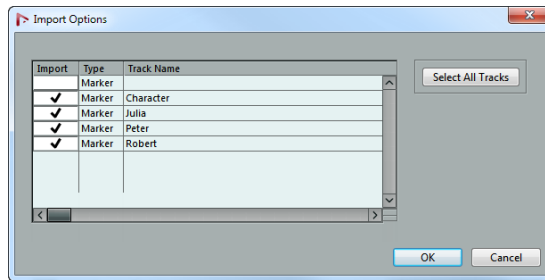 Import Options
Import Type Track Name
Marker
Marker Character
Marker Julia
Marker Peter
Marker Robert
Select All Tracks
OK Cancel